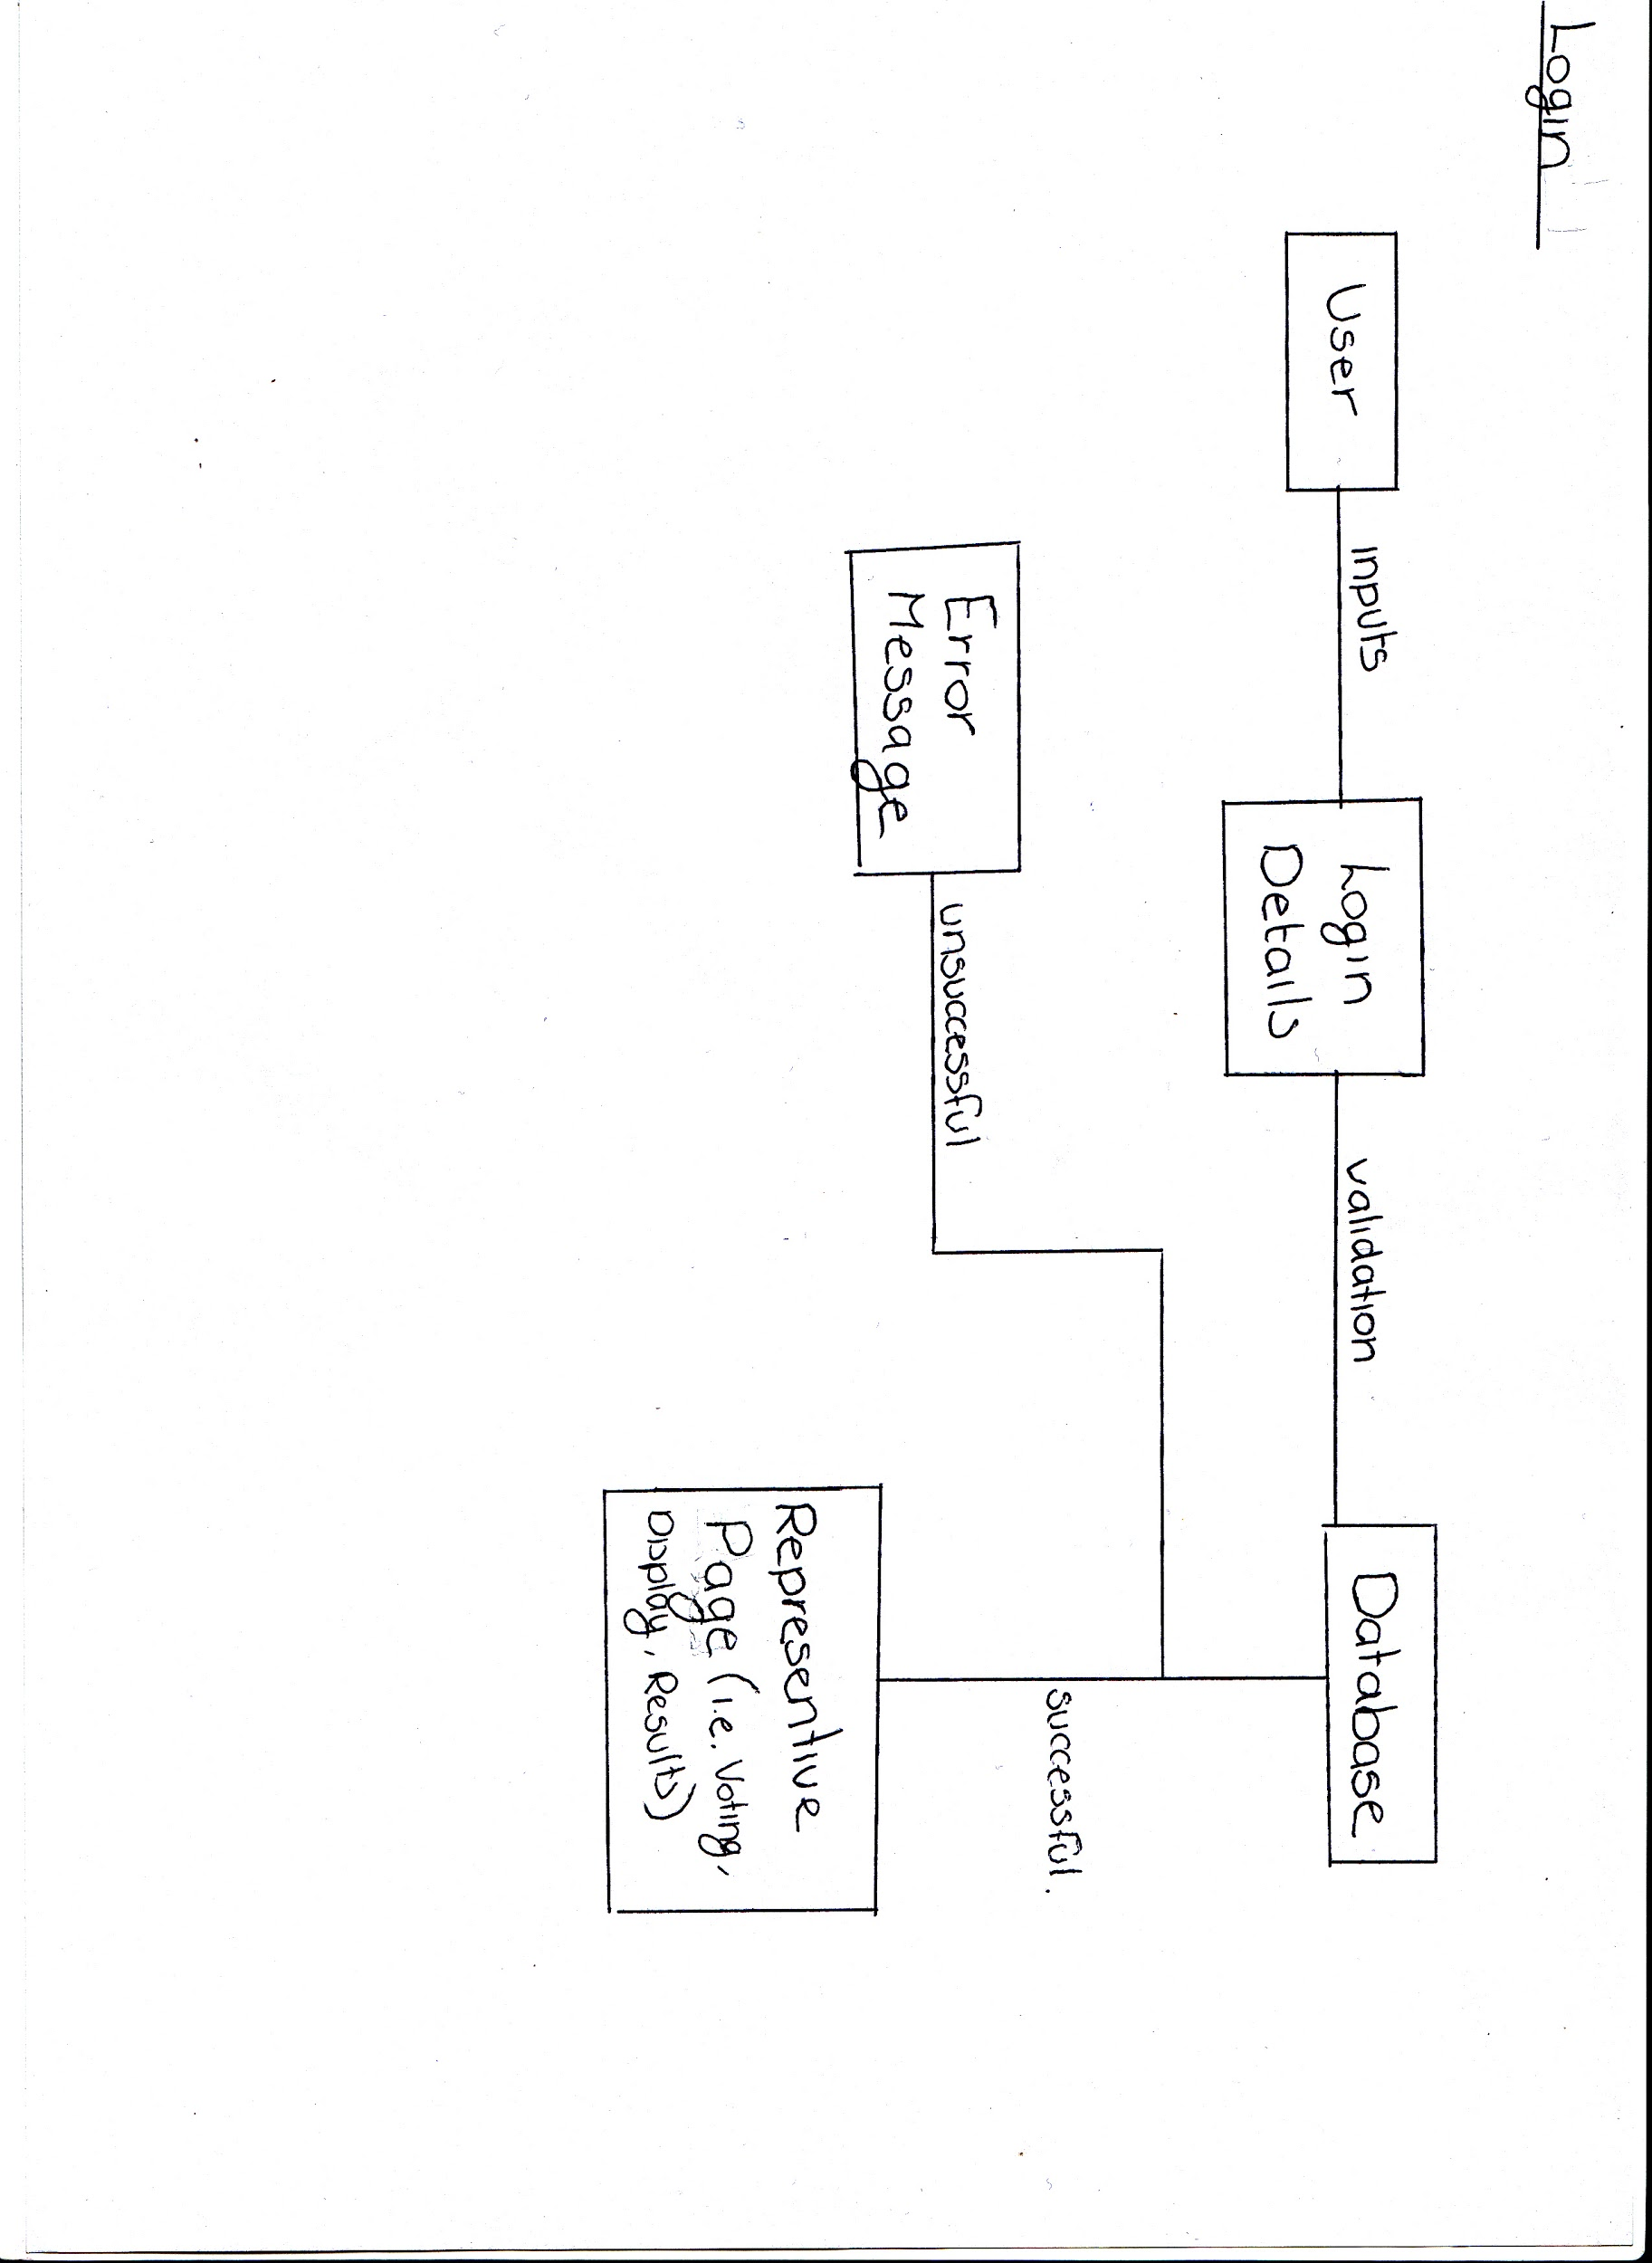 Login
User
inputs
Login
Details
validation
Database
Error
Message
unsuccessful
successful.
Representive
Page (i.e. Voting,
Display, Results)